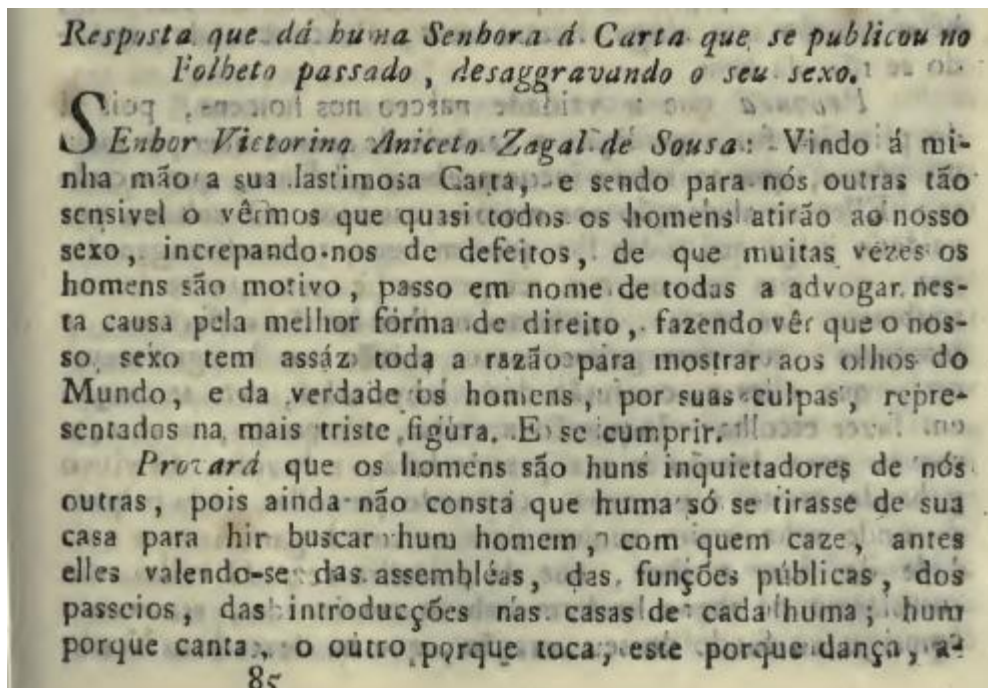 Resposta que dá huma Senhora á Carta que se publicou no
Folheto passado, desaggravando o seu sexo.
SEnhor Victorino Aniceto Zagal de Sousa: Vindo á mi-
nha mão a sua lastimosa Carta, e sendo para nós outras tão
sensivel o vêrmos que quasi todos os homens atirão ao nosso
sexo, increpando-nos de defeitos, de que muitas vezes os
homens são motivo, passo em nome de todas a advogar nes-
ta causa pela melhor fórma de direito, fazendo vêr que o nos-
so sexo tem assáz toda a razão para mostrar aos olhos do
Mundo, e da verdade os homens, por suas culpas, repre-
sentados na mais triste figura. E se cumprir.
Provará que os homens são huns inquietadores de nós
outras, pois ainda não consta que huma só se tirasse de sua
casa para hir buscar hum homem, com quem caze, antes
elles valendo-se das assembléas, das funções públicas, dos
passeios, das introducções nas casas de cada huma; hum
porque canta, o outro porque toca, este porque dança, a-
85